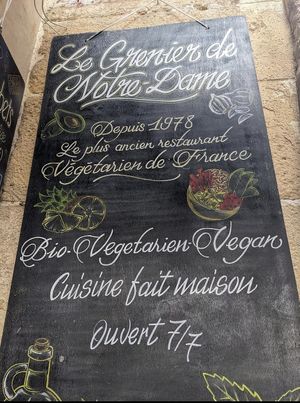 Le Grenier de
Notre-Dame
Depuis 1978
Le plus ancien restaurant
Végétarien de France
Bio-Vegetarien-Vegan
Cuisine fait maison
Ouvert 7/7